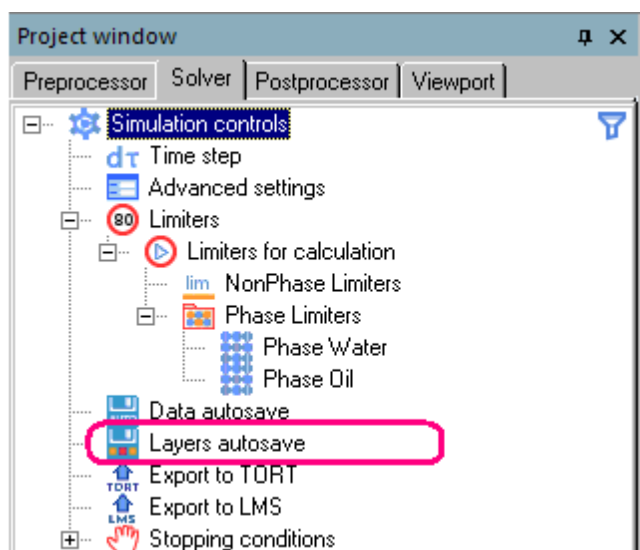 Project window
Preprocessor Solver Postprocessor Viewport
Simulation controls
dτ Time step
Advanced settings
80 Limiters
Limiters for calculation
lim NonPhase Limiters
Phase Limiters
Phase Water
Phase Oil
Data autosave
Layers autosave
TORT Export to TORT
LMS Export to LMS
Stopping conditions